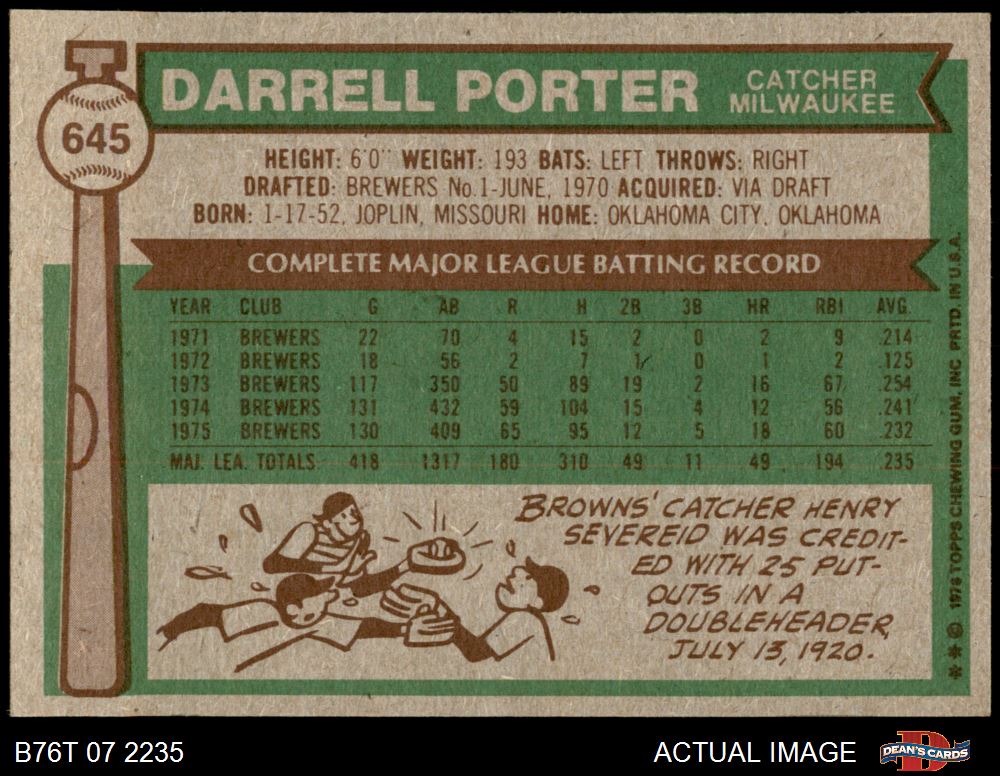 DARRELL PORTER
CATCHER
MILWAUKEE
645
HEIGHT: 6'0" WEIGHT: 193 BATS: LEFT THROWS: RIGHT
DRAFTED: BREWERS No.1-JUNE, 1970 ACQUIRED: VIA DRAFT
BORN: 1-17-52, JOPLIN, MISSOURI HOME: OKLAHOMA CITY, OKLAHOMA
COMPLETE MAJOR LEAGUE BATTING RECORD
YEAR CLUB G AB R H 2B 3B HR RBI AVG.
1971 BREWERS 22 70 4 15 2 0 2 9 .214
1972 BREWERS 18 56 2 7 1 0 1 2 .125
1973 BREWERS 117 350 50 89 19 2 16 67 .254
1974 BREWERS 131 432 59 104 15 4 12 56 .241
1975 BREWERS 130 409 65 95 12 5 18 60 .232
MAJ. LEA. TOTALS 418 1317 180 310 49 11 49 194 .235
BROWNS' CATCHER HENRY
SEVEREID WAS CREDIT-
ED WITH 25 PUT-
OUTS IN A
DOUBLEHEADER,
JULY 13, 1920.
** © 1976 TOPPS CHEWING GUM, INC. PRTD. IN U.S.A.
B76T 07 2235
ACTUAL IMAGE
DEAN'S CARDS